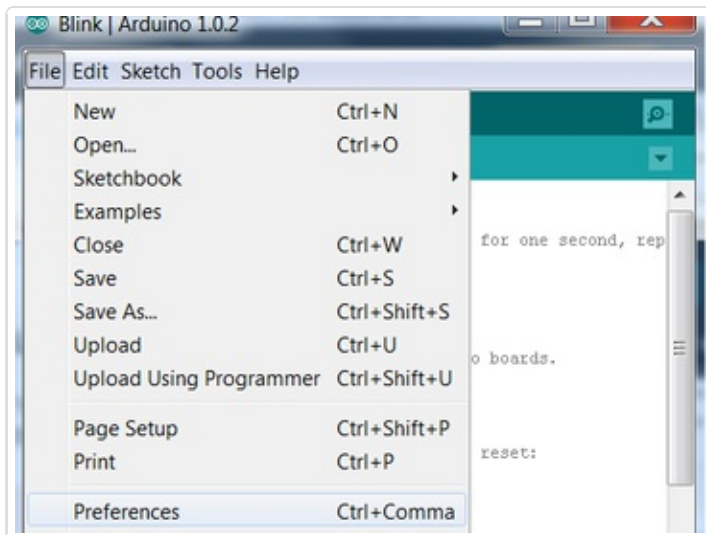 Blink | Arduino 1.0.2
File Edit Sketch Tools Help
New Ctrl+N
Open... Ctrl+O
Sketchbook
Examples
Close Ctrl+W
for one second, rep
Save Ctrl+S
Save As... Ctrl+Shift+S
Upload Ctrl+U
o boards.
Upload Using Programmer Ctrl+Shift+U
Page Setup Ctrl+Shift+P
reset:
Print Ctrl+P
Preferences Ctrl+Comma